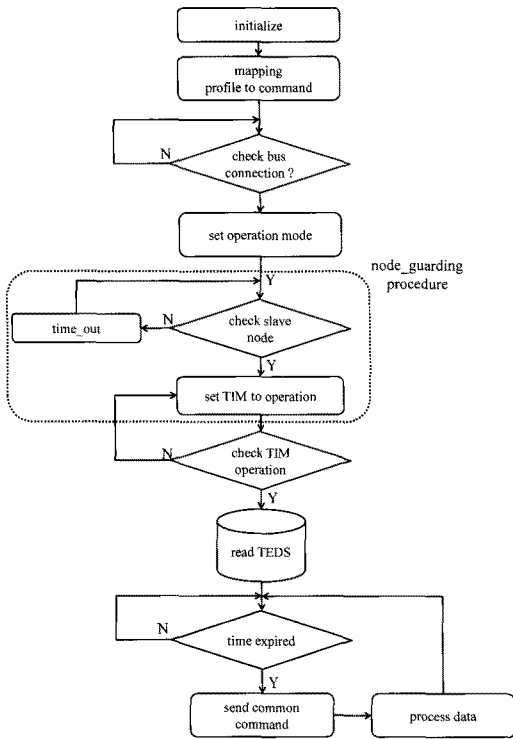 initialize
mapping
profile to command
N
check bus
connection ?
set operation mode
node_guarding
procedure
Y
time_out
N
check slave
node
Y
set TIM to operation
N
check TIM
operation
Y
read TEDS
N
time expired
Y
send common
command
process data